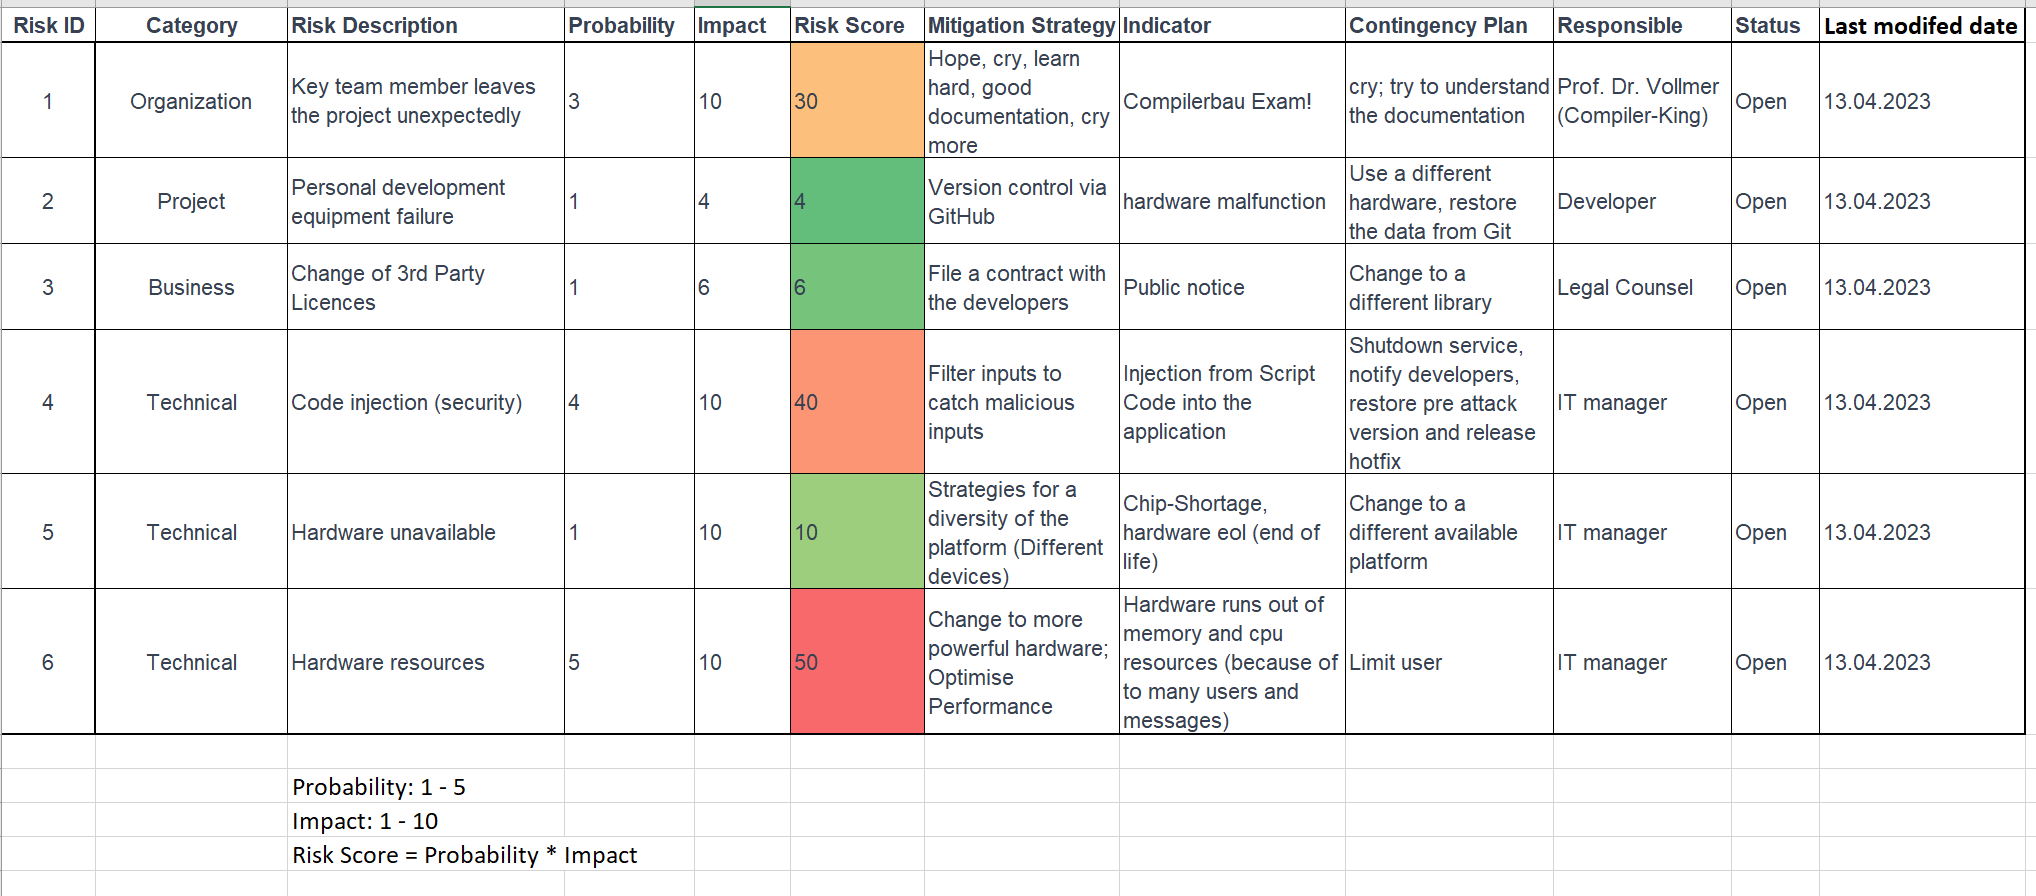 Risk ID Category Risk Description Probability Impact Risk Score Mitigation Strategy Indicator Contingency Plan Responsible Status Last modifed date
1
Organization
Key team member leaves
the project unexpectedly
3
10
30
Hope, cry, learn
hard, good
documentation, cry
more
Compilerbau Exam!
cry; try to understand
the documentation
Prof. Dr. Vollmer
(Compiler-King)
Open
13.04.2023
2
Project
Personal development
equipment failure
1
4
4
Version control via
GitHub
hardware malfunction
Use a different
hardware, restore
the data from Git
Developer
Open
13.04.2023
3
Business
Change of 3rd Party
Licences
1
6
6
File a contract with
the developers
Public notice
Change to a
different library
Legal Counsel
Open
13.04.2023
4
Technical
Code injection (security)
4
10
40
Filter inputs to
catch malicious
inputs
Injection from Script
Code into the
application
Shutdown service,
notify developers,
restore pre attack
version and release
hotfix
IT manager
Open
13.04.2023
5
Technical
Hardware unavailable
1
10
10
Strategies for a
diversity of the
platform (Different
devices)
Chip-Shortage,
hardware eol (end of
life)
Change to a
different available
platform
IT manager
Open
13.04.2023
6
Technical
Hardware resources
5
10
50
Change to more
powerful hardware;
Optimise
Performance
Hardware runs out of
memory and cpu
resources (because of
to many users and
messages)
Limit user
IT manager
Open
13.04.2023
Probability: 1 - 5
Impact: 1 - 10
Risk Score = Probability * Impact